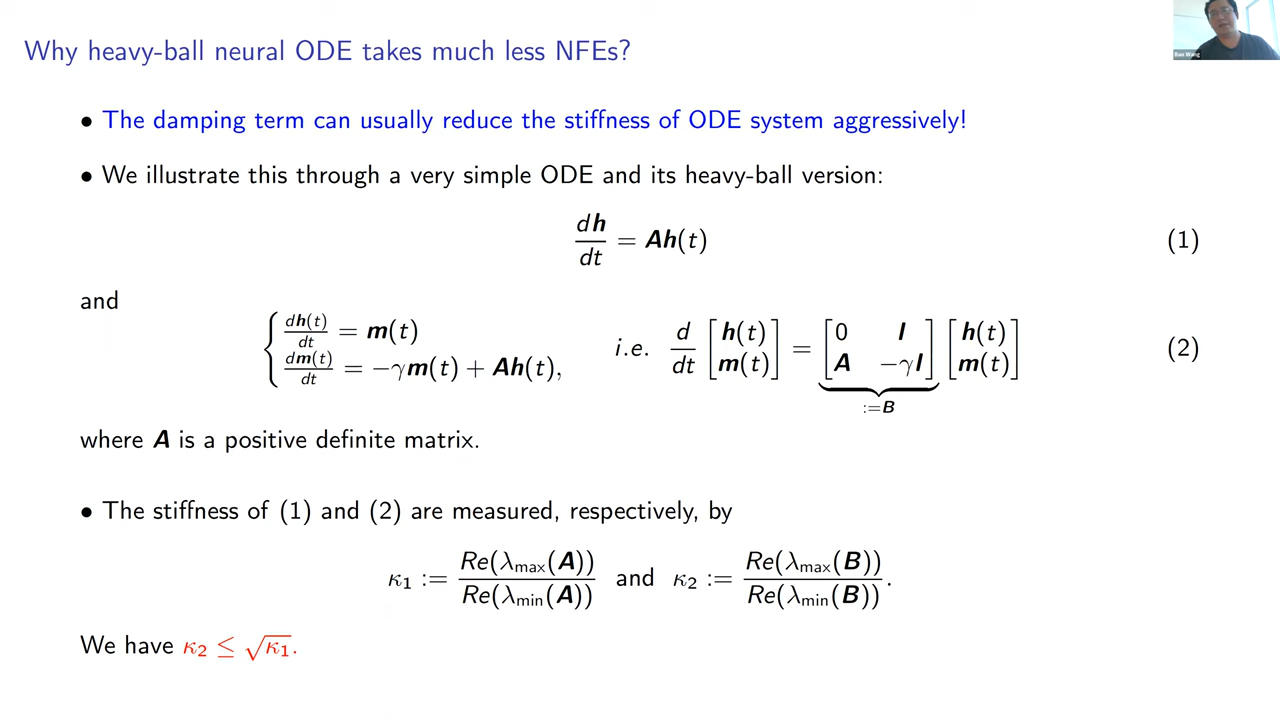 Why heavy-ball neural ODE takes much less NFEs?
Bao Wang
• The damping term can usually reduce the stiffness of ODE system aggressively!
• We illustrate this through a very simple ODE and its heavy-ball version:
dh/dt = Ah(t) (1)
and
{ dh(t)/dt = m(t)
dm(t)/dt = −γm(t) + Ah(t), i.e. d/dt [h(t) m(t)] = [0 I A −γI] [h(t) m(t)] (2)
:=B
where A is a positive definite matrix.
• The stiffness of (1) and (2) are measured, respectively, by
κ₁ := Re(λmax(A)) / Re(λmin(A)) and κ₂ := Re(λmax(B)) / Re(λmin(B)).
We have κ₂ ≤ √κ₁.